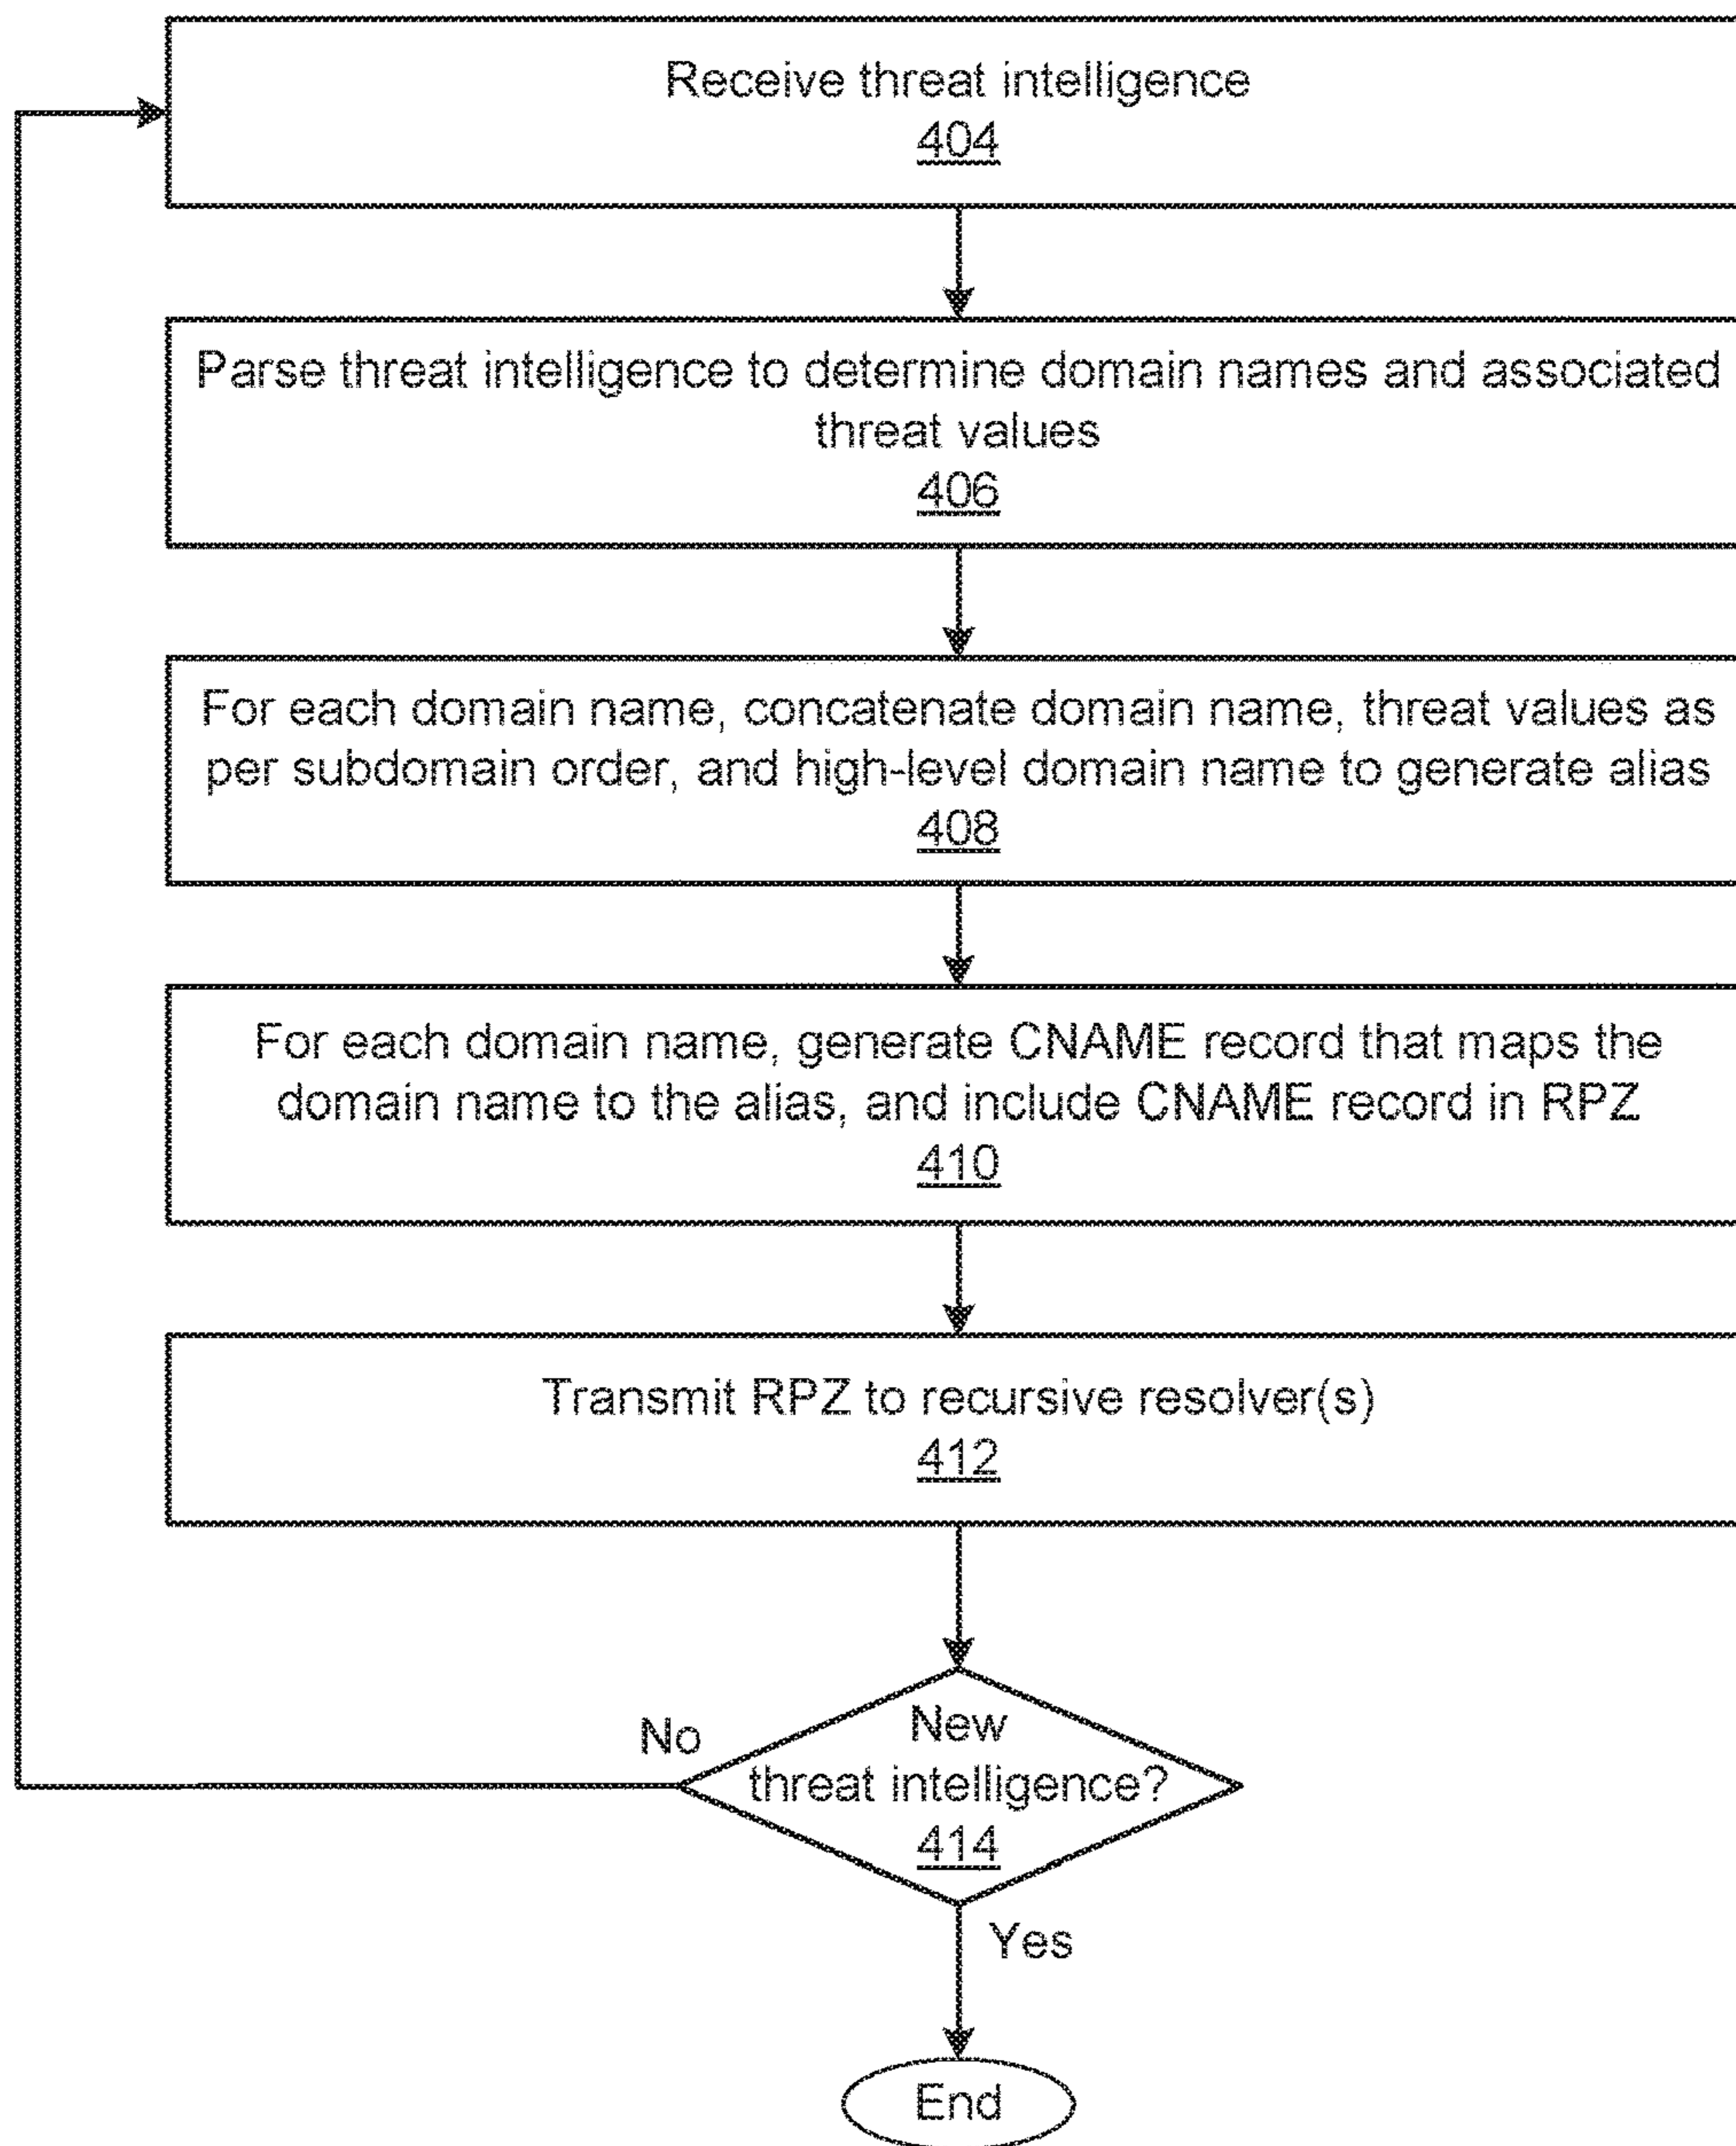 Receive threat intelligence
404
Parse threat intelligence to determine domain names and associated
threat values
406
For each domain name, concatenate domain name, threat values as
per subdomain order, and high-level domain name to generate alias
408
For each domain name, generate CNAME record that maps the
domain name to the alias, and include CNAME record in RPZ
410
Transmit RPZ to recursive resolver(s)
412
No
New
threat intelligence?
414
Yes
End